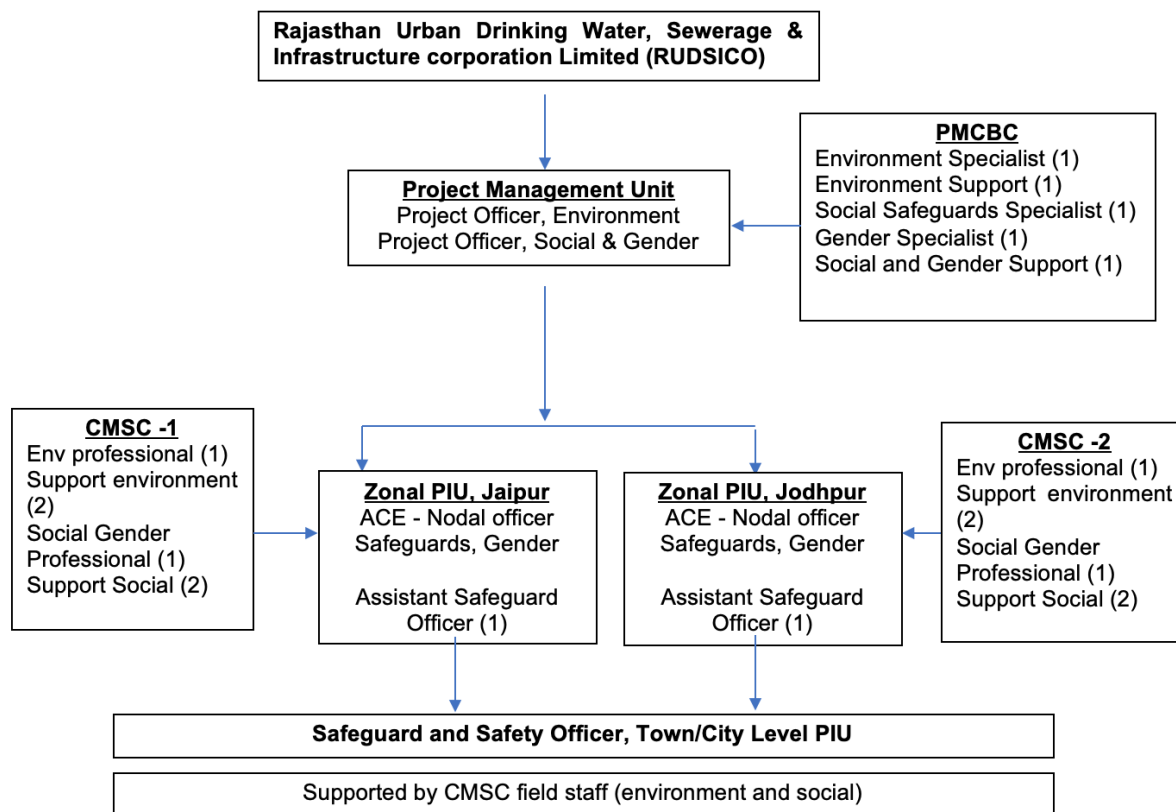 Rajasthan Urban Drinking Water, Sewerage &
Infrastructure corporation Limited (RUDSICO)
PMCBC
Environment Specialist (1)
Environment Support (1)
Social Safeguards Specialist (1)
Gender Specialist (1)
Social and Gender Support (1)
Project Management Unit
Project Officer, Environment
Project Officer, Social & Gender
CMSC -1
Env professional (1)
Support environment
(2)
Social Gender
Professional (1)
Support Social (2)
Zonal PIU, Jaipur
ACE - Nodal officer
Safeguards, Gender
Assistant Safeguard
Officer (1)
Zonal PIU, Jodhpur
ACE - Nodal officer
Safeguards, Gender
Assistant Safeguard
Officer (1)
CMSC -2
Env professional (1)
Support environment
(2)
Social Gender
Professional (1)
Support Social (2)
Safeguard and Safety Officer, Town/City Level PIU
Supported by CMSC field staff (environment and social)